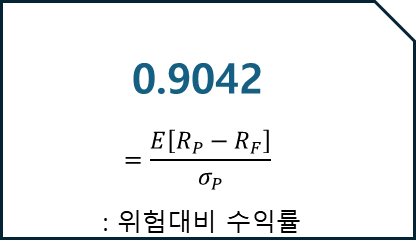 0.9042
= E[R_P − R_F] / σ_P
: 위험대비 수익률